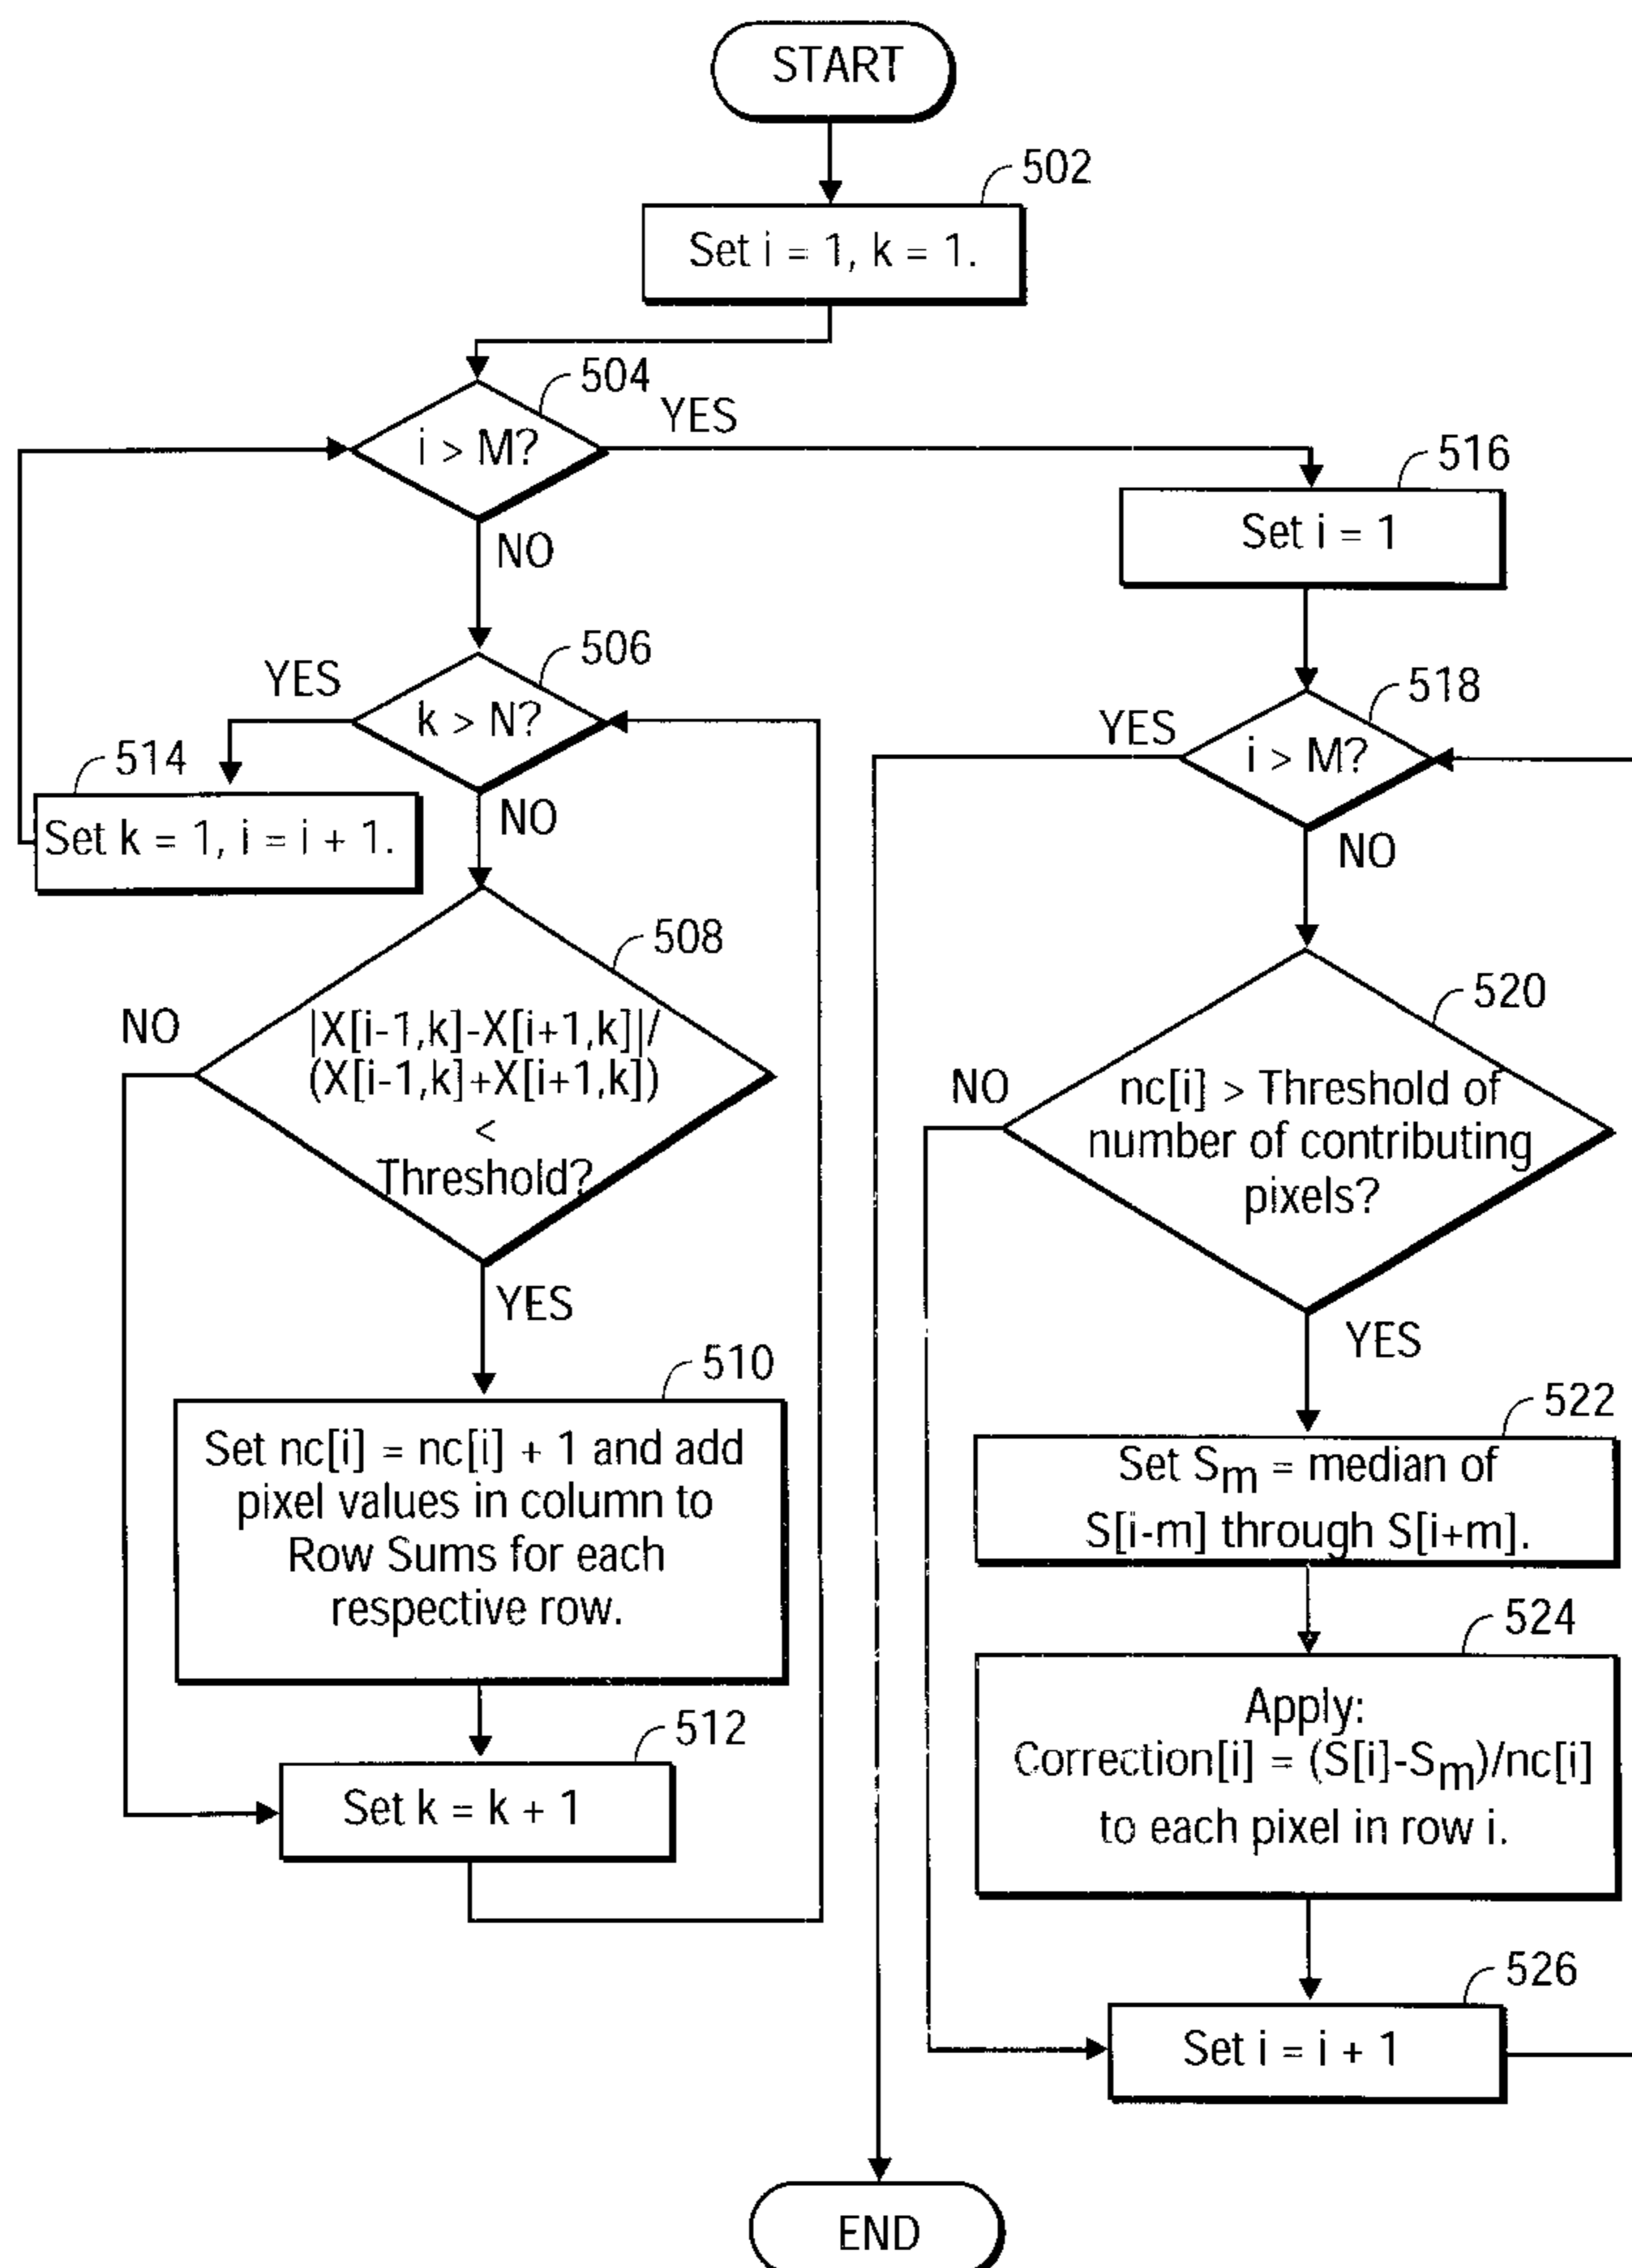 START
502
Set i = 1, k = 1.
504
i > M?
YES
NO
506
YES
k > N?
NO
514
Set k = 1, i = i + 1.
508
NO
|X[i-1,k]-X[i+1,k]|/
(X[i-1,k]+X[i+1,k])
<
Threshold?
YES
510
Set nc[i] = nc[i] + 1 and add
pixel values in column to
Row Sums for each
respective row.
512
Set k = k + 1
516
Set i = 1
518
YES
i > M?
NO
520
NO
nc[i] > Threshold of
number of contributing
pixels?
YES
522
Set Sm = median of
S[i-m] through S[i+m].
524
Apply:
Correction[i] = (S[i]-Sm)/nc[i]
to each pixel in row i.
526
Set i = i + 1
END